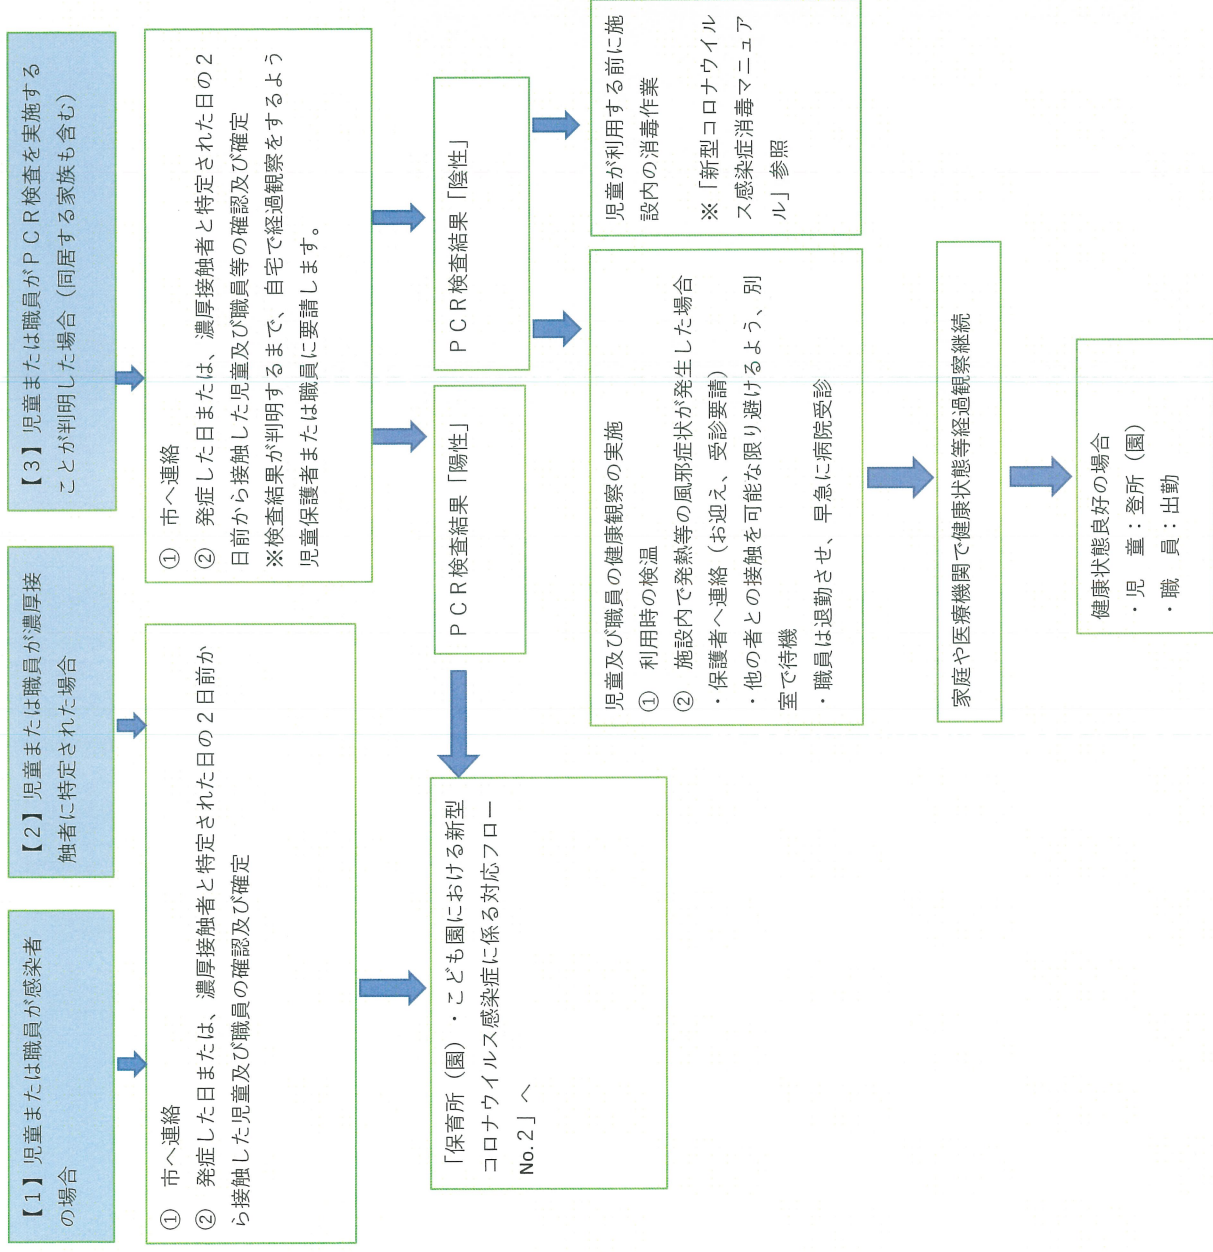 【1】児童または職員が感染者
の場合
【2】児童または職員が濃厚接
触者に特定された場合
【3】児童または職員がPCR検査を実施する
ことが判明した場合（同居する家族も含む）
① 市へ連絡
② 発症した日または、濃厚接触者と特定された日の2日前か
ら接触した児童及び職員の確認及び確定
① 市へ連絡
② 発症した日または、濃厚接触者と特定された日の2
日前から接触した児童及び職員等の確認及び確定
※検査結果が判明するまで、自宅で経過観察をするよう
児童保護者または職員に要請します。
PCR検査結果「陽性」
PCR検査結果「陰性」
「保育所（園）・こども園における新型
コロナウイルス感染症に係る対応フロー
No.2」へ
児童及び職員の健康観察の実施
① 利用時の検温
② 施設内で発熱等の風邪症状が発生した場合
・保護者へ連絡（お迎え、受診要請）
・他の者との接触を可能な限り避けるよう、別
室で待機
・職員は退勤させ、早急に病院受診
児童が利用する前に施
設内の消毒作業
※「新型コロナウイル
ス感染症消毒マニュア
ル」参照
家庭や医療機関で健康状態等経過観察継続
健康状態良好の場合
・児　童：登所（園）
・職　員：出勤